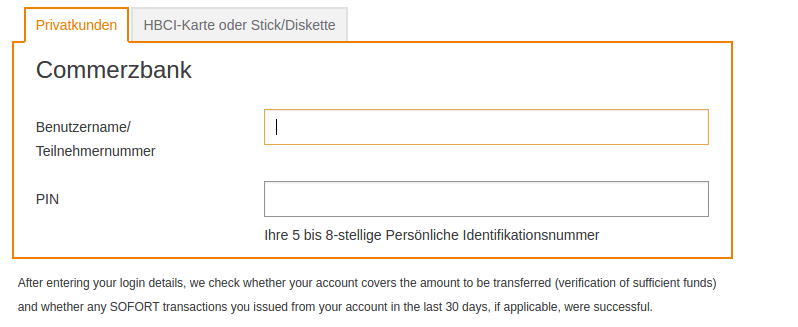 Privatkunden
HBCI-Karte oder Stick/Diskette
Commerzbank
Benutzername/
Teilnehmernummer
PIN
Ihre 5 bis 8-stellige Persönliche Identifikationsnummer
After entering your login details, we check whether your account covers the amount to be transferred (verification of sufficient funds)
and whether any SOFORT transactions you issued from your account in the last 30 days, if applicable, were successful.